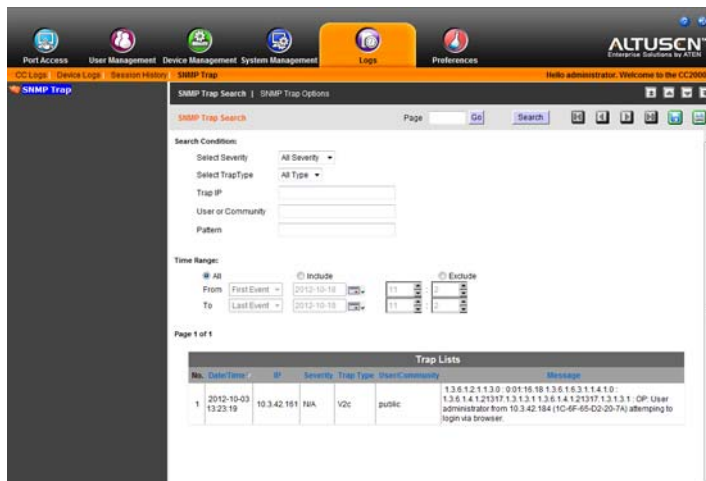 Port Access User Management Device Management System Management Logs Preferences
ALTUSCN™
Enterprise Solutions by ATEN
CC Logs Device Logs Session History SNMP Trap Hello administrator. Welcome to the CC2000
SNMP Trap
SNMP Trap Search | SNMP Trap Options
SNMP Trap Search Page Go Search
Search Condition:
Select Severity All Severity
Select TrapType All Type
Trap IP
User or Community
Pattern
Time Range:
All Include Exclude
From First Event 2012-10-18 11 : 2
To Last Event 2012-10-18 11 : 2
Page 1 of 1
Trap Lists
No. Date/Time IP Severity Trap Type User/Community Message
1 2012-10-03 13:23:19 10.3.42.161 N/A V2c public 1.3.6.1.2.1.1.3.0 : 0:01:16.18 1.3.6.1.6.3.1.1.4.1.0 :
1.3.6.1.4.1.21317.1.3.1.3.1 1.3.6.1.4.1.21317.1.3.1.3.1 : OP: User
administrator from 10.3.42.184 (1C-6F-65-D2-20-7A) attemping to
login via browser.